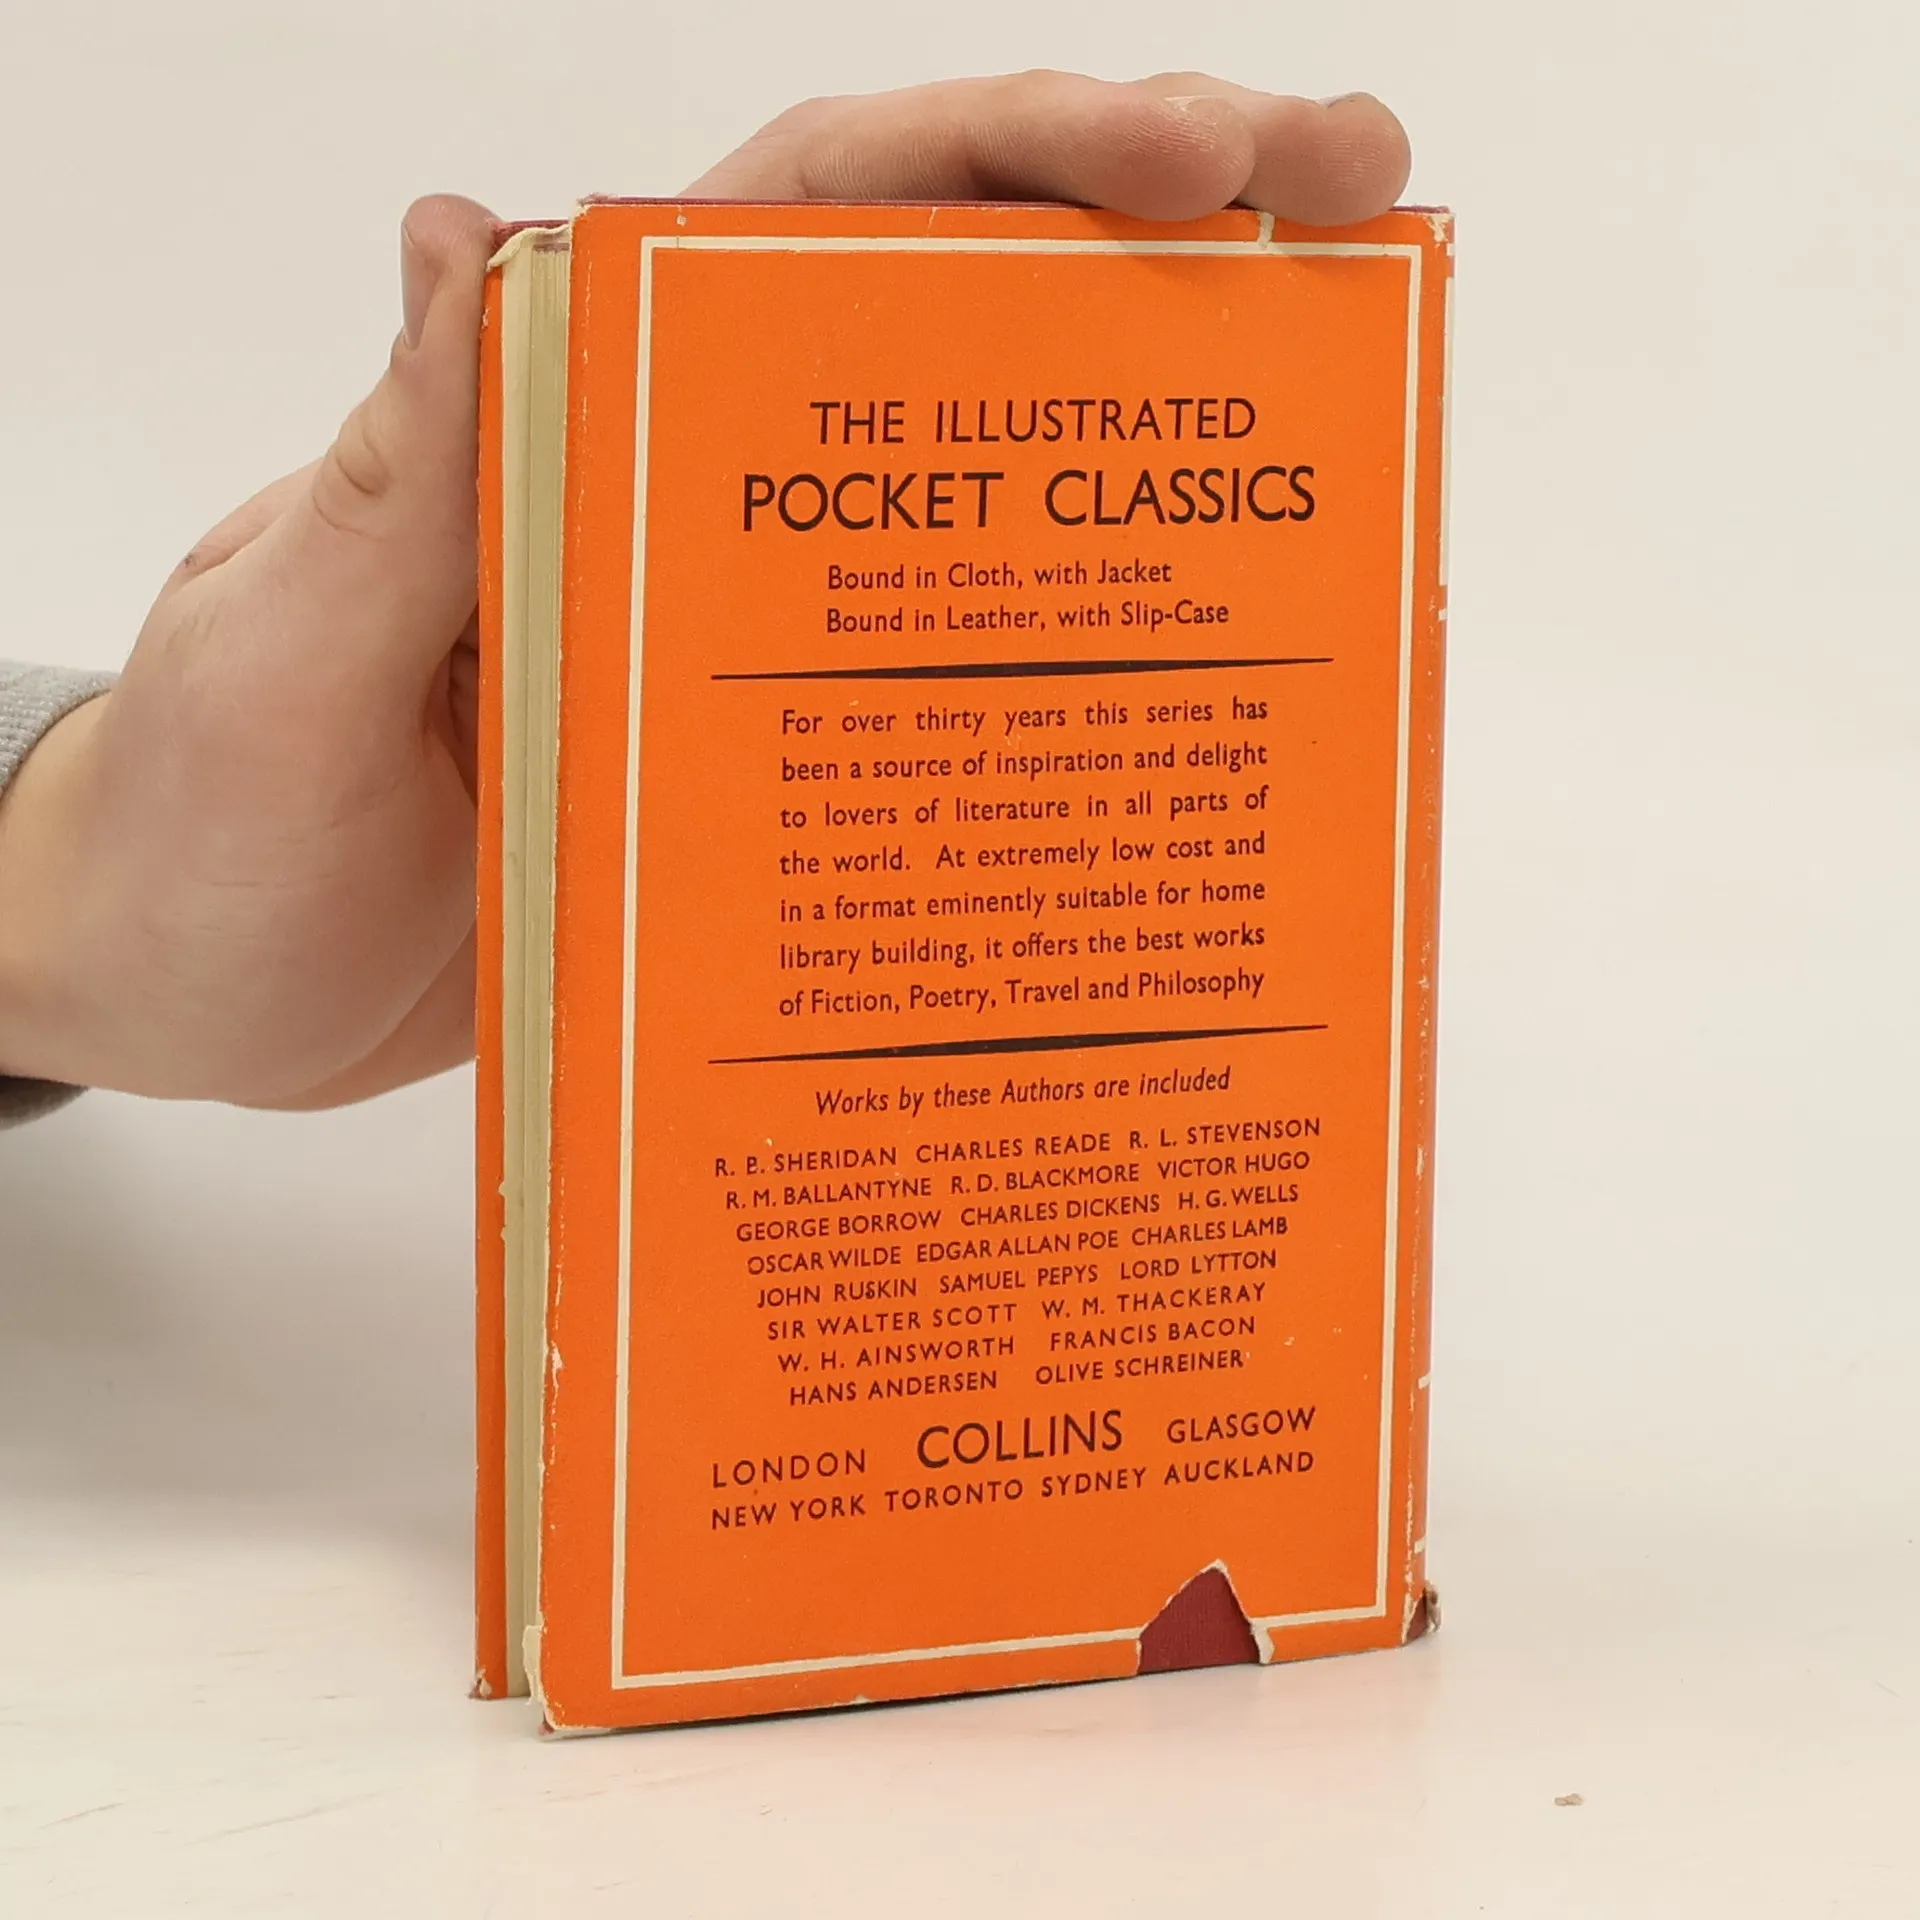 THE ILLUSTRATED
POCKET CLASSICS
Bound in Cloth, with Jacket
Bound in Leather, with Slip-Case
For over thirty years this series has
been a source of inspiration and delight
to lovers of literature in all parts of
the world. At extremely low cost and
in a format eminently suitable for home
library building, it offers the best works
of Fiction, Poetry, Travel and Philosophy
Works by these Authors are included
R. B. SHERIDAN CHARLES READE R. L. STEVENSON
R. M. BALLANTYNE R. D. BLACKMORE VICTOR HUGO
GEORGE BORROW CHARLES DICKENS H. G. WELLS
OSCAR WILDE EDGAR ALLAN POE CHARLES LAMB
JOHN RUSKIN SAMUEL PEPYS LORD LYTTON
SIR WALTER SCOTT W. M. THACKERAY
W. H. AINSWORTH FRANCIS BACON
HANS ANDERSEN OLIVE SCHREINER
LONDON COLLINS GLASGOW
NEW YORK TORONTO SYDNEY AUCKLAND